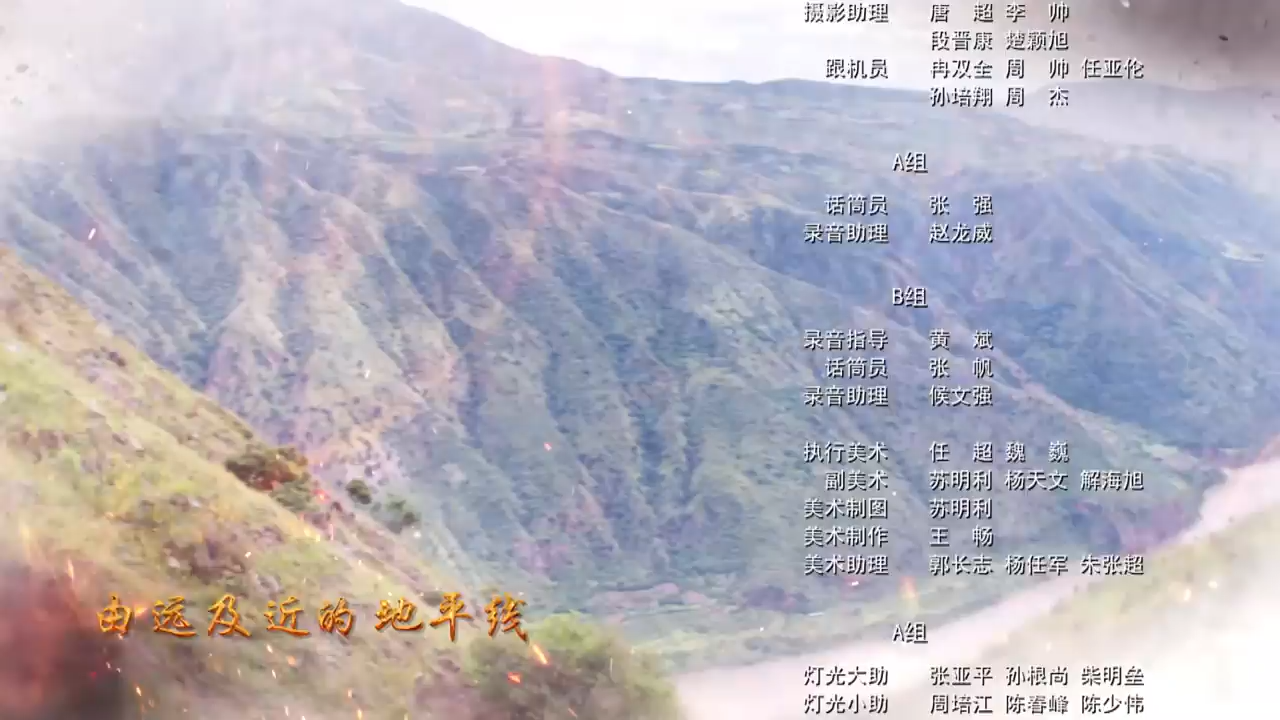 摄影助理 唐 超 李 帅
段晋康 楚颖旭
跟机员 冉双全 周 帅 任亚伦
孙培翔 周 杰
A组
话筒员 张 强
录音助理 赵龙威
B组
录音指导 黄 斌
话筒员 张 帆
录音助理 候文强
执行美术 任 超 魏 巍
副美术 苏明利 杨天文 解海旭
美术制图 苏明利
美术制作 王 畅
美术助理 郭长志 杨任军 朱张超
由远及近的地平线
A组
灯光大助 张亚平 孙根尚 柴明垒
灯光小助 周培江 陈春峰 陈少伟